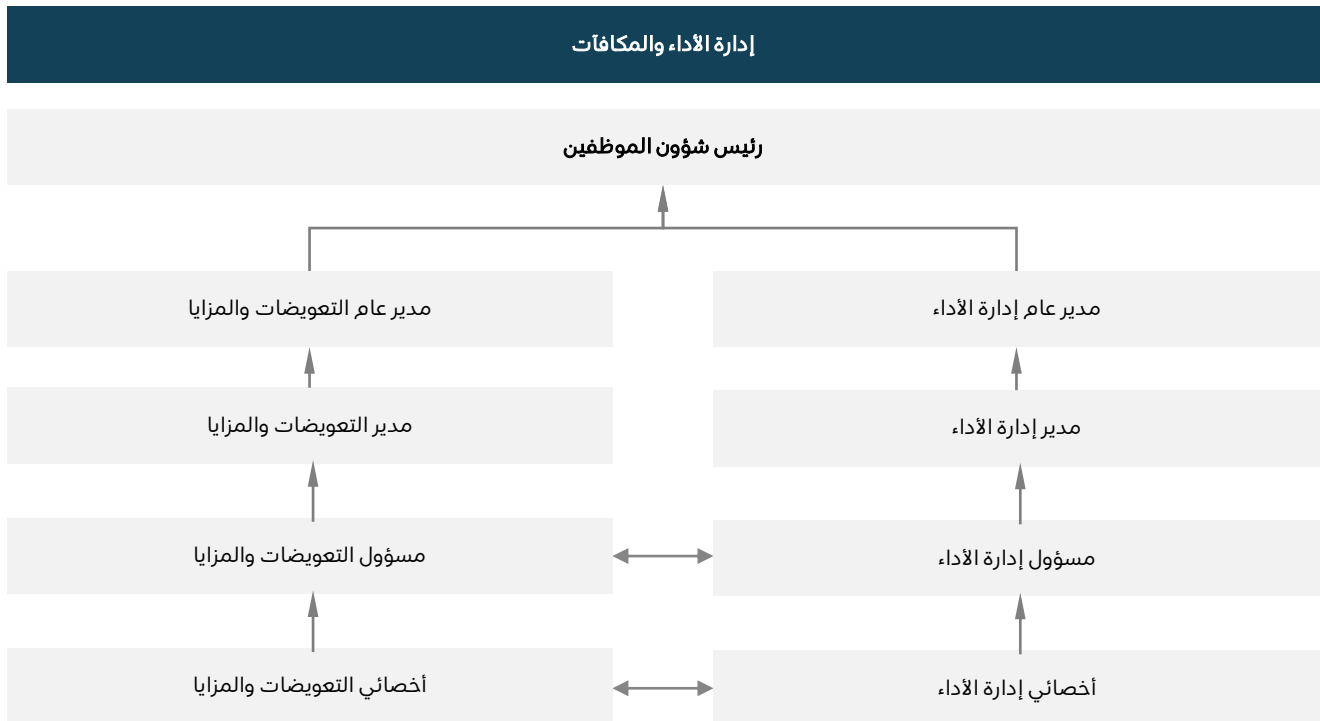 إدارة الأداء والمكافآت
رئيس شؤون الموظفين
مدير عام إدارة الأداء
مدير عام التعويضات والمزايا
مدير إدارة الأداء
مدير التعويضات والمزايا
مسؤول إدارة الأداء
مسؤول التعويضات والمزايا
أخصائي إدارة الأداء
أخصائي التعويضات والمزايا